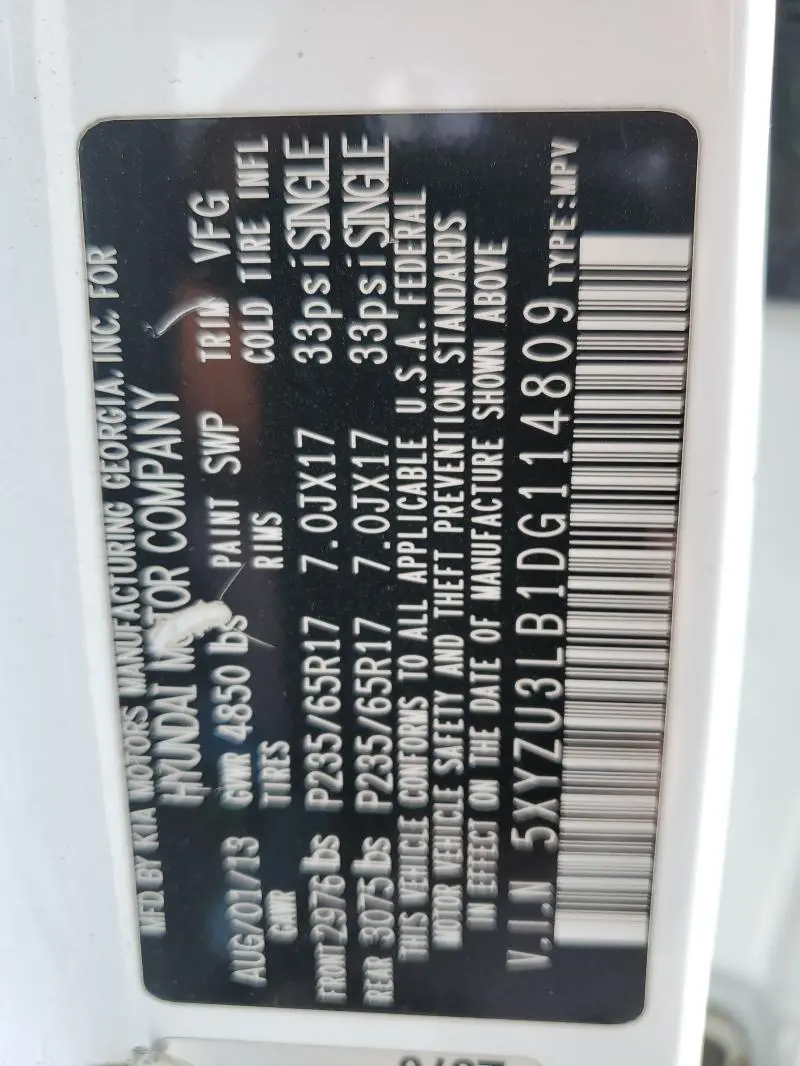 MFD BY KIA MOTORS MANUFACTURING GEORGIA, INC. FOR
HYUNDAI MOTOR COMPANY
AUG/01/13 GVWR 4850 lbs PAINT SWP TRIM VFG
GAWR TIRES RIMS COLD TIRE INFL
FRONT 2976 lbs P235/65R17 7.0JX17 33psi SINGLE
REAR 3075 lbs P235/65R17 7.0JX17 33psi SINGLE
THIS VEHICLE CONFORMS TO ALL APPLICABLE U.S.A. FEDERAL
MOTOR VEHICLE SAFETY AND THEFT PREVENTION STANDARDS
IN EFFECT ON THE DATE OF MANUFACTURE SHOWN ABOVE
V.I.N 5XYZU3LB1DG114809 TYPE:MPV